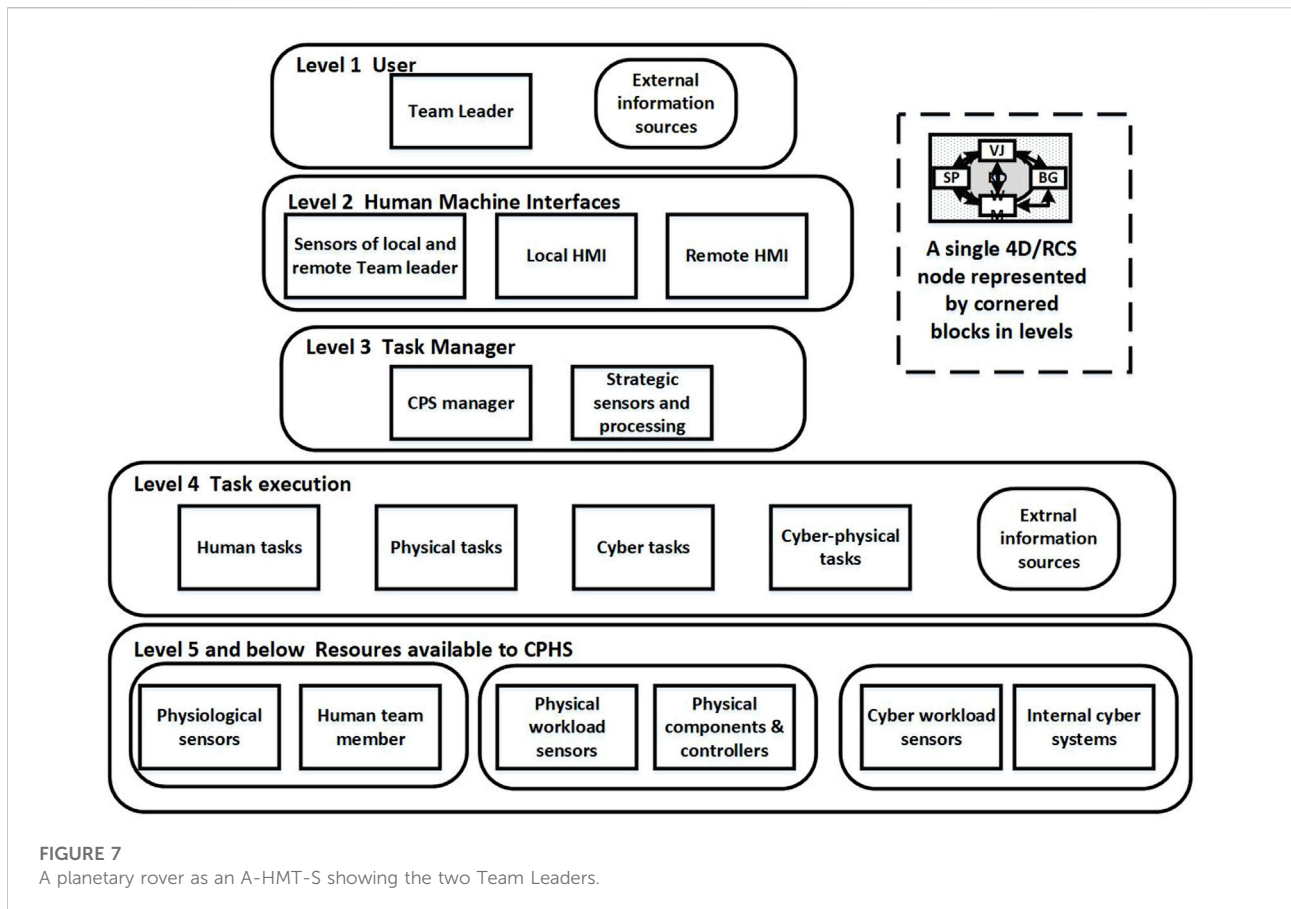 Level 1 User
Team Leader
External
information
sources
Level 2 Human Machine Interfaces
Sensors of local and
remote Team leader
Local HMI
Remote HMI
VJ
SP
KD
BG
W
M
A single 4D/RCS
node represented
by cornered
blocks in levels
Level 3 Task Manager
CPS manager
Strategic
sensors and
processing
Level 4 Task execution
Human tasks
Physical tasks
Cyber tasks
Cyber-physical
tasks
Extrnal
information
sources
Level 5 and below Resoures available to CPHS
Physiological
sensors
Human team
member
Physical
workload
sensors
Physical
components &
controllers
Cyber workload
sensors
Internal cyber
systems
FIGURE 7
A planetary rover as an A-HMT-S showing the two Team Leaders.